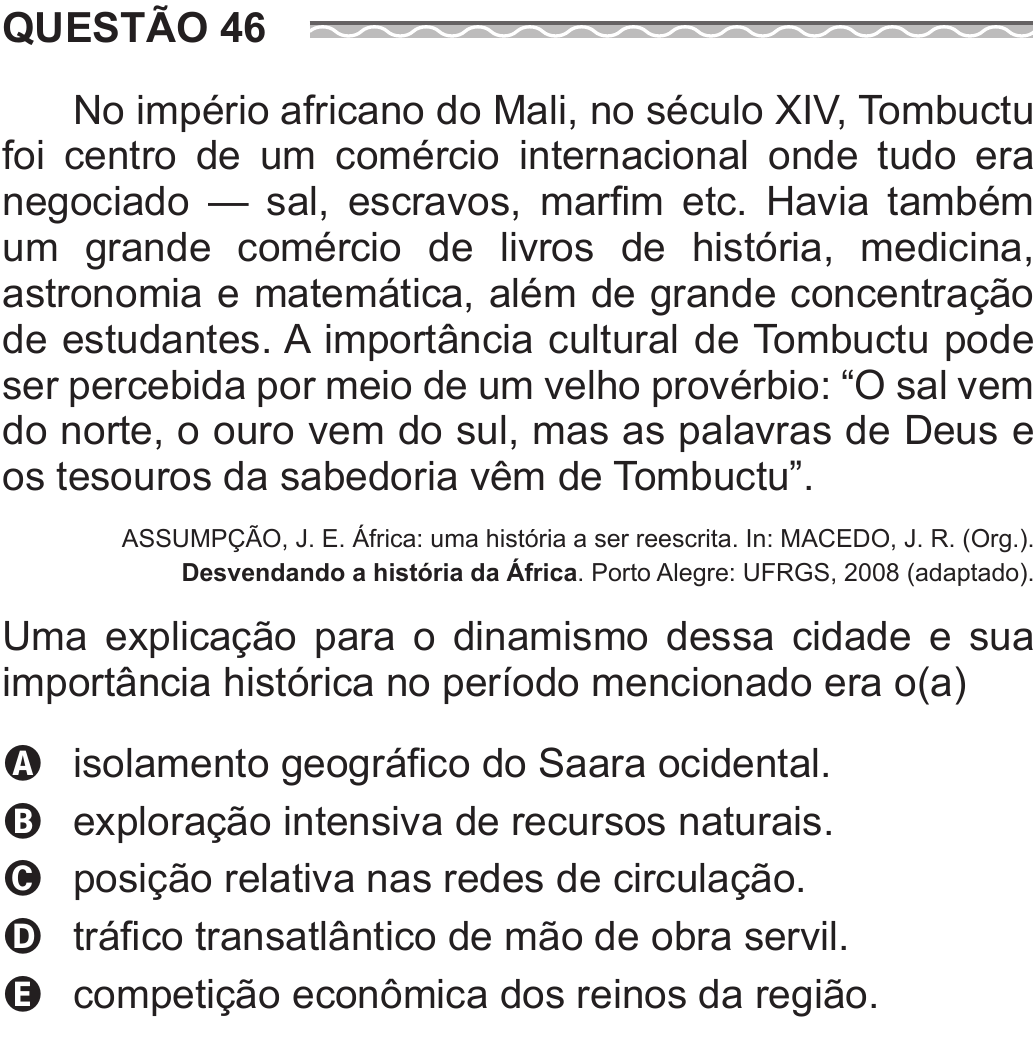 QUESTÃO 46
No império africano do Mali, no século XIV, Tombuctu
foi centro de um comércio internacional onde tudo era
negociado — sal, escravos, marfim etc. Havia também
um grande comércio de livros de história, medicina,
astronomia e matemática, além de grande concentração
de estudantes. A importância cultural de Tombuctu pode
ser percebida por meio de um velho provérbio: “O sal vem
do norte, o ouro vem do sul, mas as palavras de Deus e
os tesouros da sabedoria vêm de Tombuctu”.
ASSUMPÇÃO, J. E. África: uma história a ser reescrita. In: MACEDO, J. R. (Org.).
Desvendando a história da África. Porto Alegre: UFRGS, 2008 (adaptado).
Uma explicação para o dinamismo dessa cidade e sua
importância histórica no período mencionado era o(a)
A isolamento geográfico do Saara ocidental.
B exploração intensiva de recursos naturais.
C posição relativa nas redes de circulação.
D tráfico transatlântico de mão de obra servil.
E competição econômica dos reinos da região.